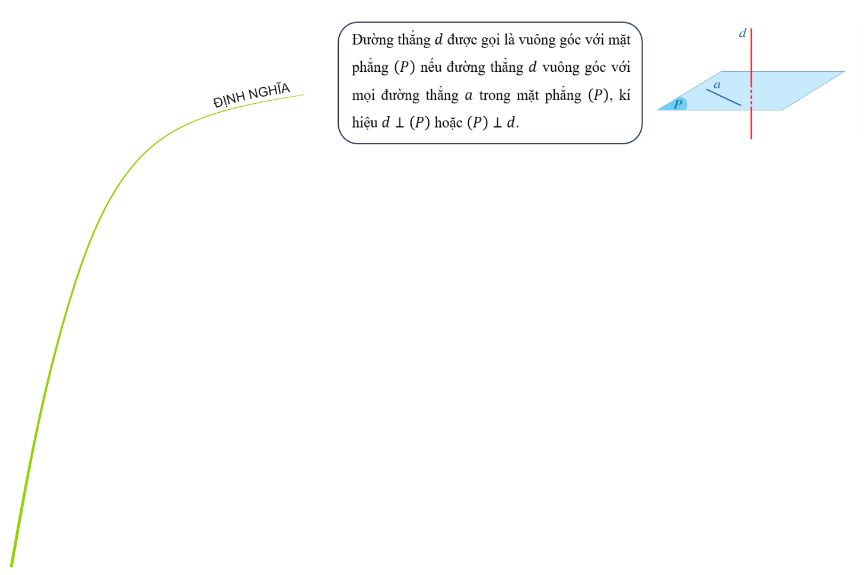 ĐỊNH NGHĨA
Đường thẳng d được gọi là vuông góc với mặt
phẳng (P) nếu đường thẳng d vuông góc với
mọi đường thẳng a trong mặt phẳng (P), kí
hiệu d ⊥ (P) hoặc (P) ⊥ d.
d
a
P